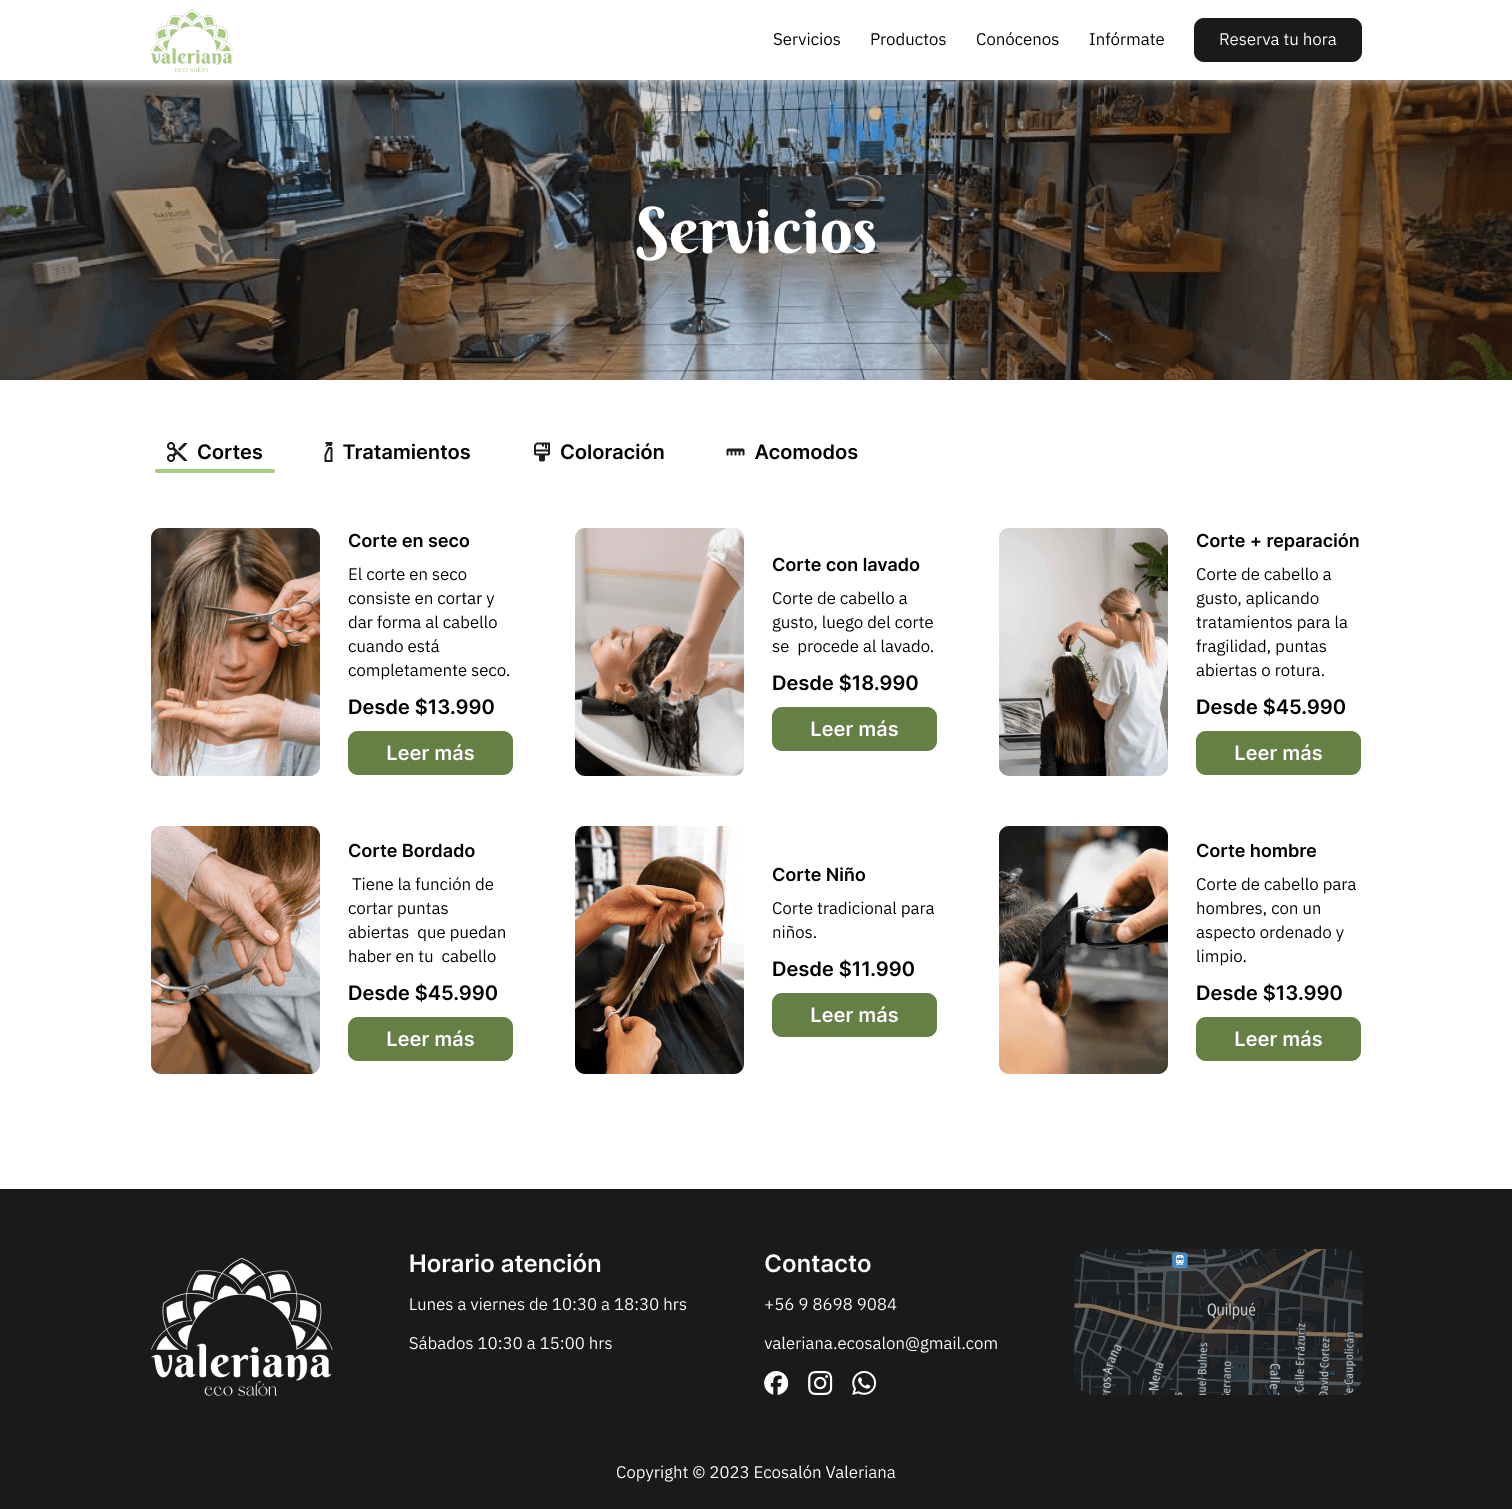 valeriana
eco salón
Servicios
Productos
Conócenos
Infórmate
Reserva tu hora
Servicios
Cortes
Tratamientos
Coloración
Acomodos
Corte en seco
El corte en seco
consiste en cortar y
dar forma al cabello
cuando está
completamente seco.
Desde $13.990
Leer más
Corte con lavado
Corte de cabello a
gusto, luego del corte
se  procede al lavado.
Desde $18.990
Leer más
Corte + reparación
Corte de cabello a
gusto, aplicando
tratamientos para la
fragilidad, puntas
abiertas o rotura.
Desde $45.990
Leer más
Corte Bordado
Tiene la función de
cortar puntas
abiertas  que puedan
haber en tu  cabello
Desde $45.990
Leer más
Corte Niño
Corte tradicional para
niños.
Desde $11.990
Leer más
Corte hombre
Corte de cabello para
hombres, con un
aspecto ordenado y
limpio.
Desde $13.990
Leer más
valeriana
eco salón
Horario atención
Lunes a viernes de 10:30 a 18:30 hrs
Sábados 10:30 a 15:00 hrs
Contacto
+56 9 8698 9084
valeriana.ecosalon@gmail.com
Quilpué
ros Arana
Mena
uel Bulnes
Serrano
Calle
Calle Errázuriz
David Cortez
e Caupolicán
Copyright © 2023 Ecosalón Valeriana